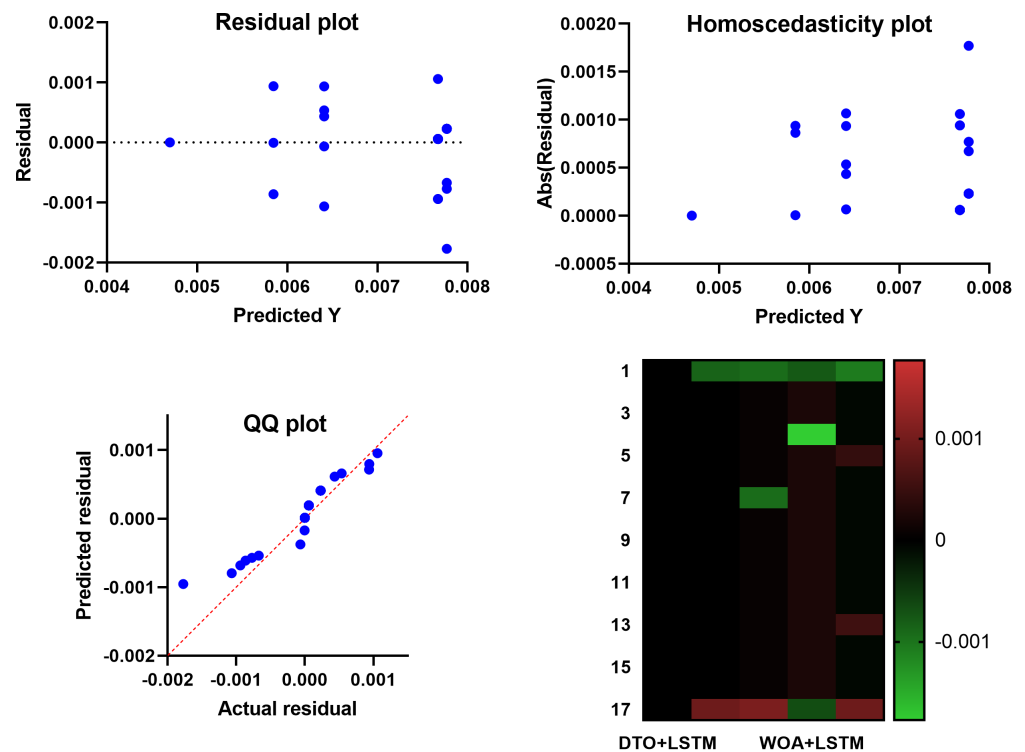 Residual plot
0.002
0.001
0.000
-0.001
-0.002
Residual
0.004 0.005 0.006 0.007 0.008
Predicted Y
Homoscedasticity plot
0.0020
0.0015
0.0010
0.0005
0.0000
-0.0005
Abs(Residual)
0.004 0.005 0.006 0.007 0.008
Predicted Y
QQ plot
0.001
0.000
-0.001
-0.002
Predicted residual
-0.002 -0.001 0.000 0.001
Actual residual
1
3
5
7
9
11
13
15
17
DTO+LSTM WOA+LSTM
0.001
0
-0.001